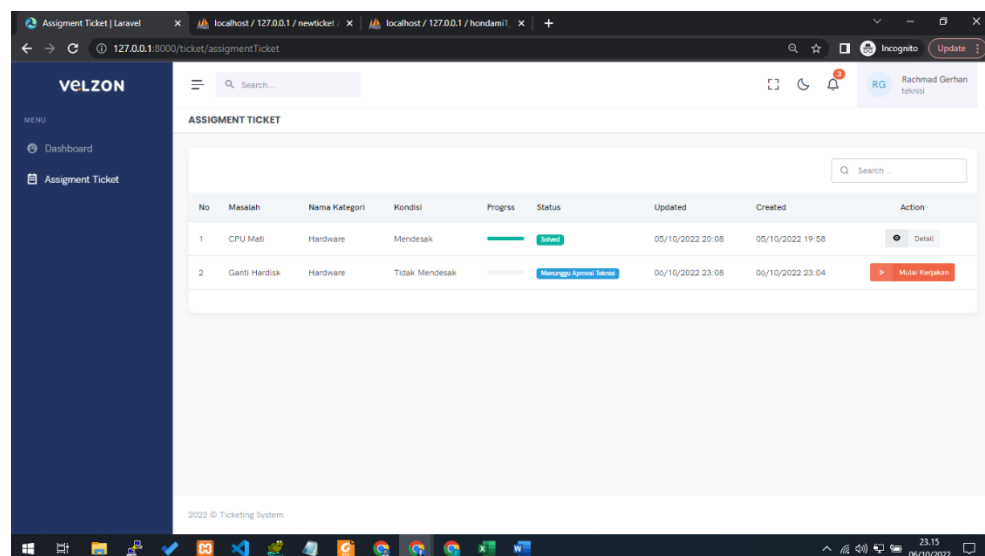 Assigment Ticket | Laravel
localhost / 127.0.0.1 / newticket /
localhost / 127.0.0.1 / hondami1
127.0.0.1:8000/ticket/assigmentTicket
Incognito
Update
VELZON
Search...
3
RG
Rachmad Gerhan
teknisi
MENU
Dashboard
Assigment Ticket
ASSIGMENT TICKET
Search ..
No Masalah Nama Kategori Kondisi Progrss Status Updated Created Action
1 CPU Mati Hardware Mendesak Solved 05/10/2022 20:08 05/10/2022 19:58 Detail
2 Ganti Hardisk Hardware Tidak Mendesak Menunggu Aproval Teknisi 06/10/2022 23:08 06/10/2022 23:04 Mulai Kerjakan
2022 © Ticketing System.
23.15
06/10/2022